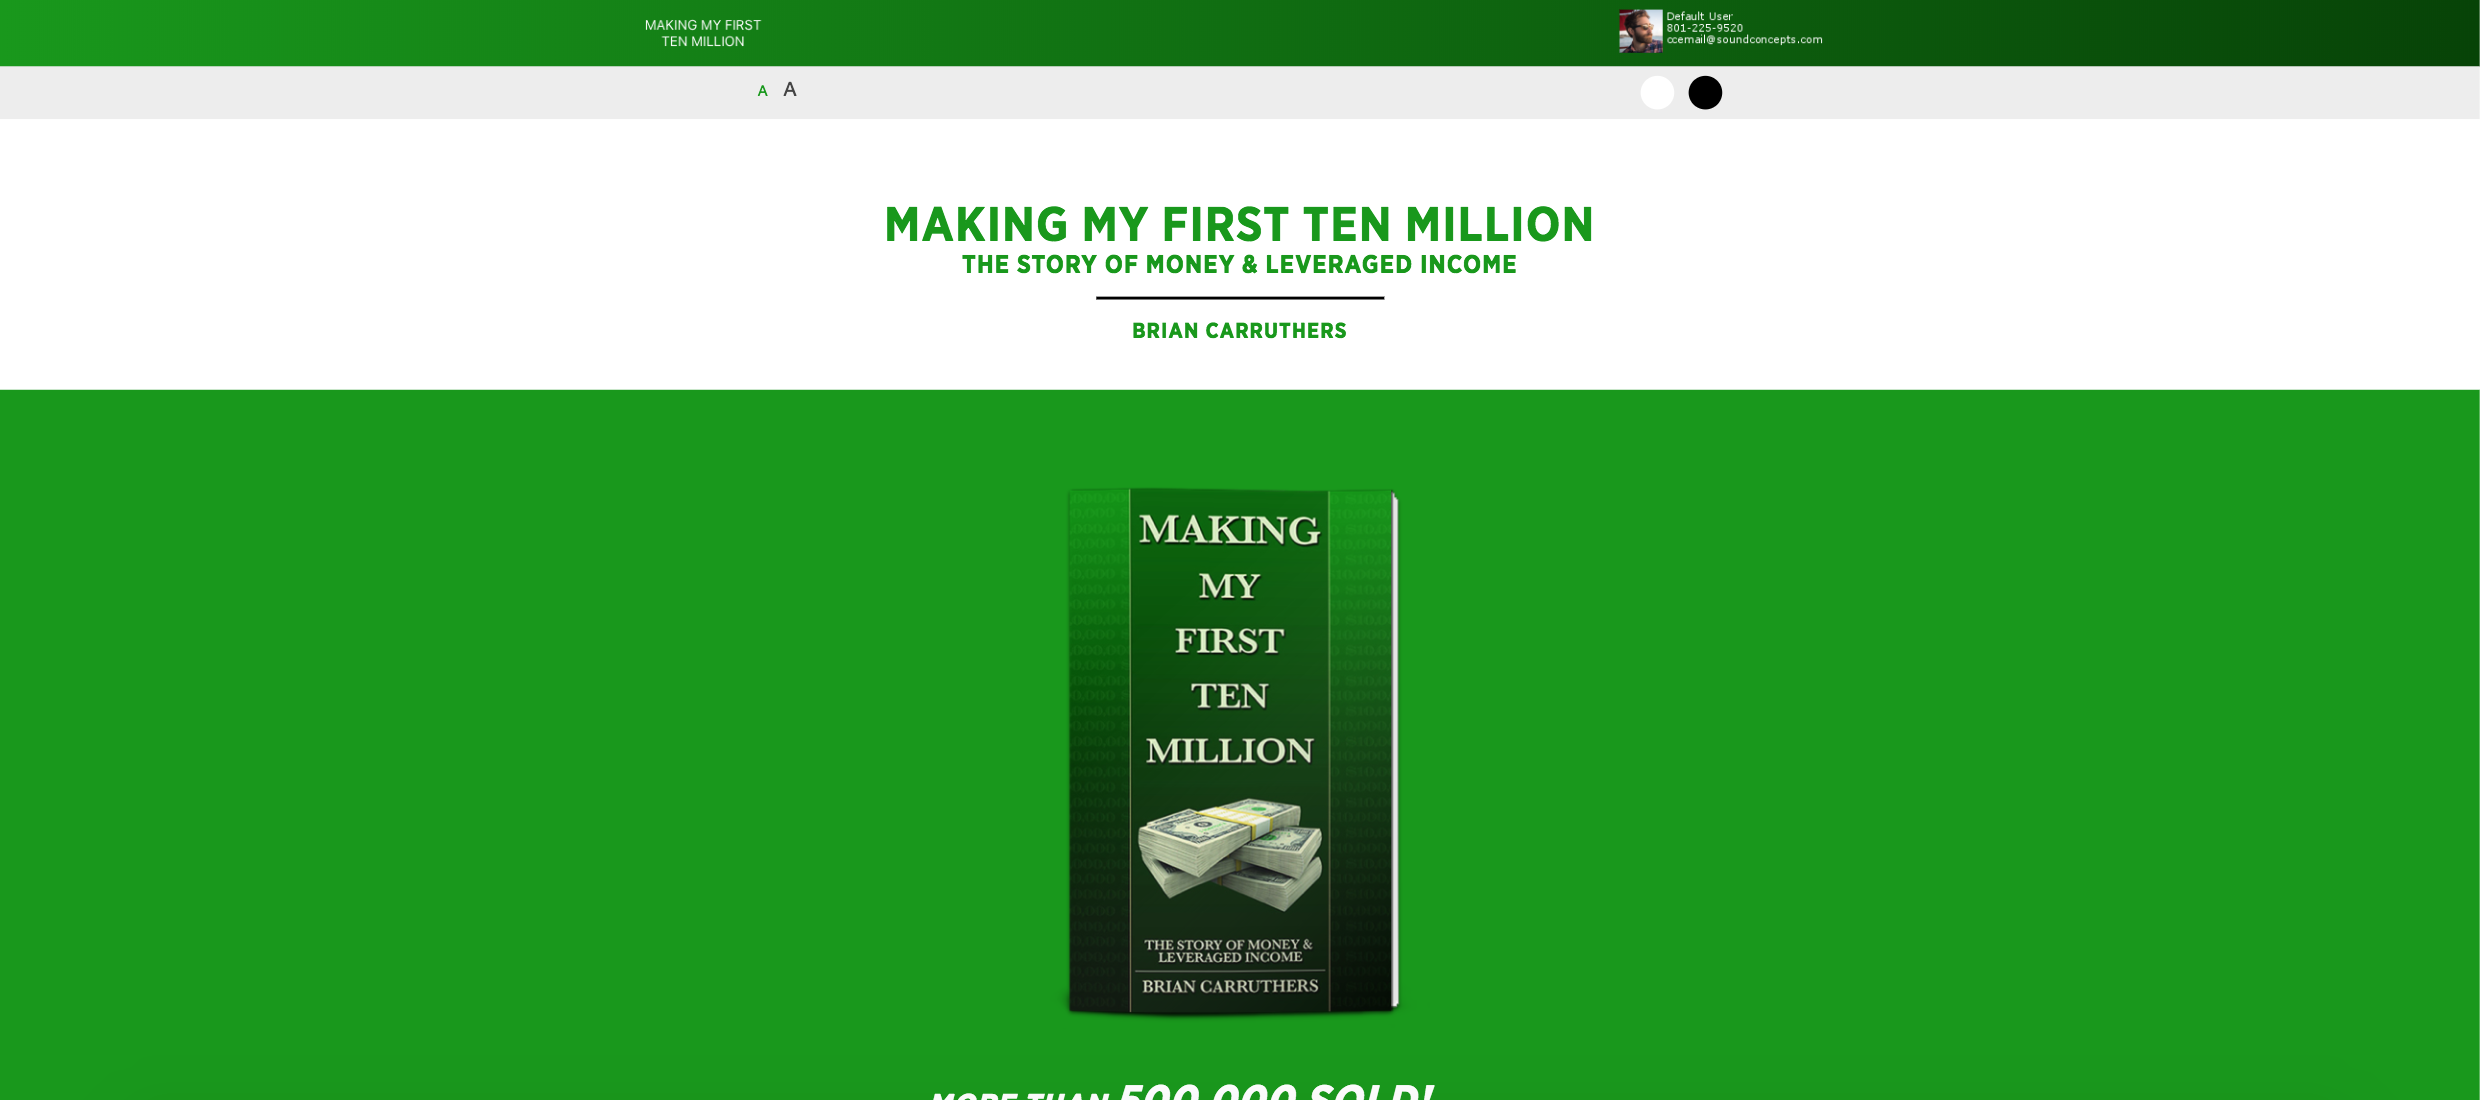 MAKING MY FIRST
TEN MILLION
Default User
801-225-9520
ccemail@soundconcepts.com
A A
MAKING MY FIRST TEN MILLION
THE STORY OF MONEY & LEVERAGED INCOME
BRIAN CARRUTHERS
MAKING
MY
FIRST
TEN
MILLION
THE STORY OF MONEY &
LEVERAGED INCOME
BRIAN CARRUTHERS
MORE THAN 500,000 SOLD!